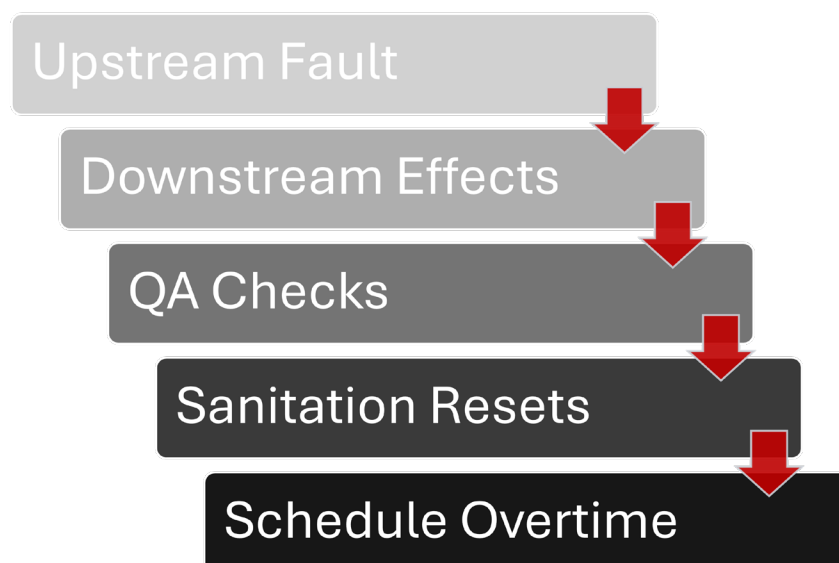 Upstream Fault
Downstream Effects
QA Checks
Sanitation Resets
Schedule Overtime